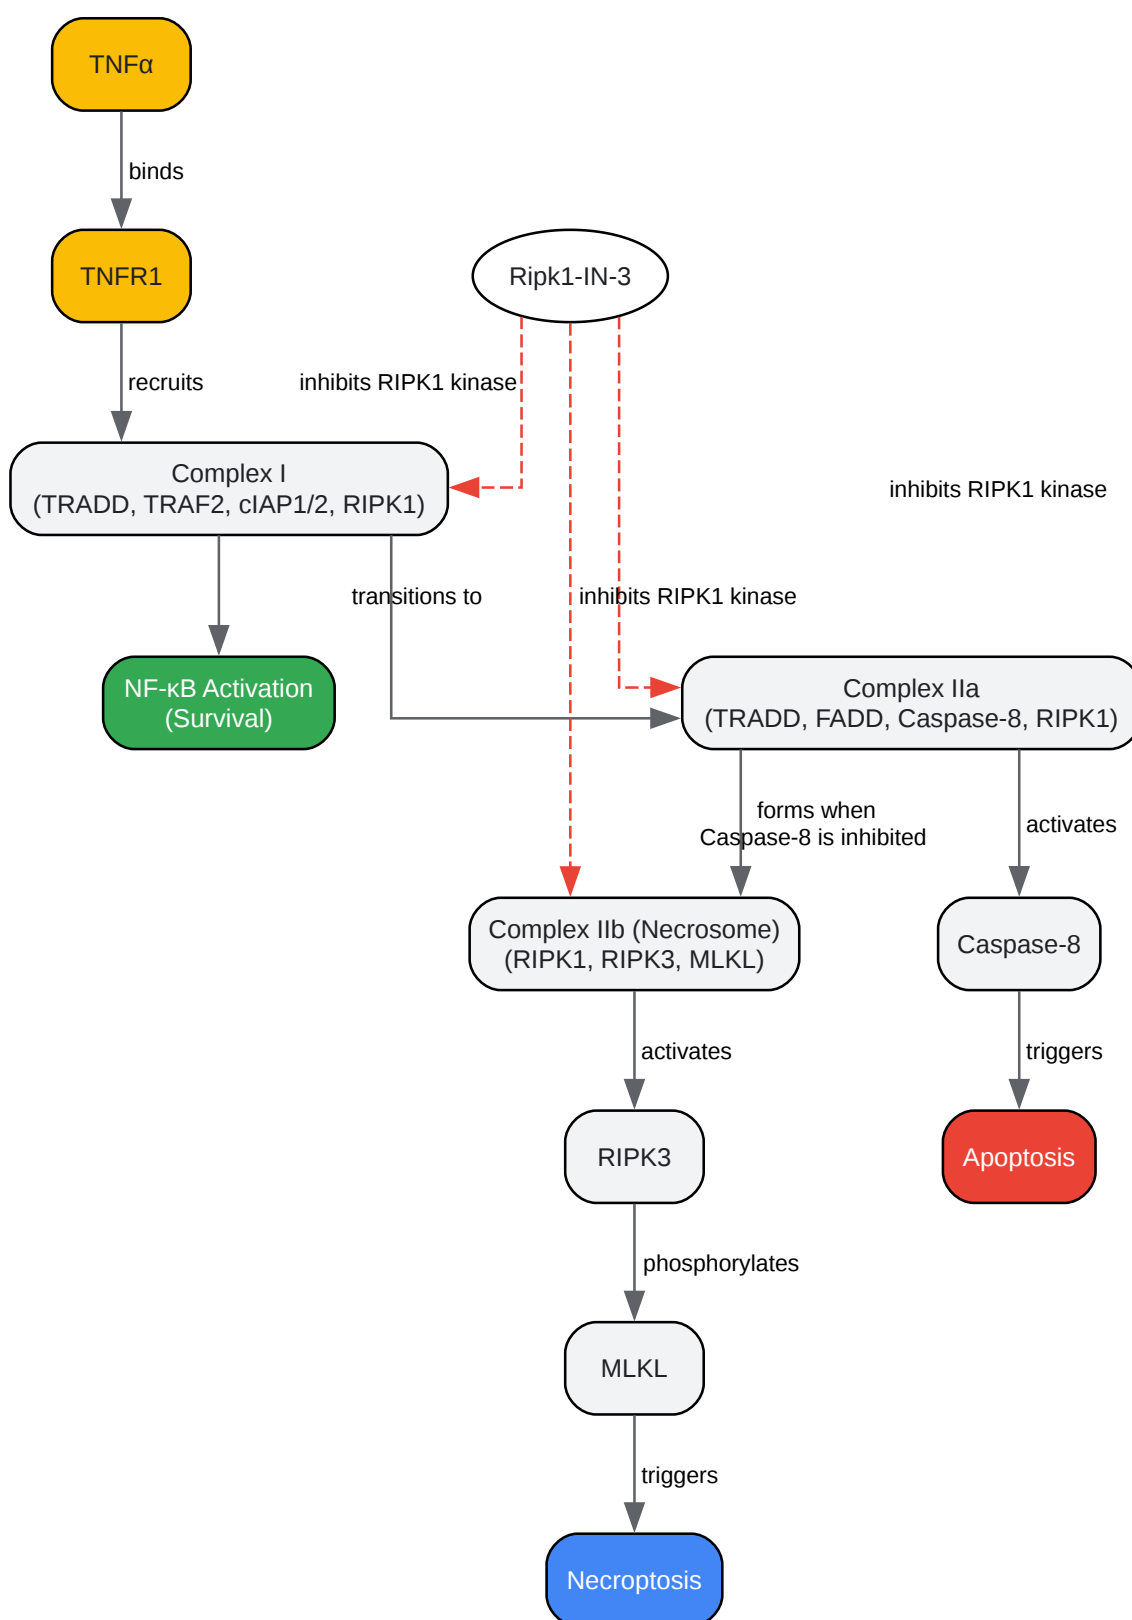 TNFα
binds
TNFR1
Ripk1-IN-3
recruits
inhibits RIPK1 kinase
Complex I
(TRADD, TRAF2, cIAP1/2, RIPK1)
inhibits RIPK1 kinase
transitions to
inhibits RIPK1 kinase
NF-κB Activation
(Survival)
Complex IIa
(TRADD, FADD, Caspase-8, RIPK1)
forms when
Caspase-8 is inhibited
activates
Complex IIb (Necrosome)
(RIPK1, RIPK3, MLKL)
Caspase-8
activates
triggers
RIPK3
Apoptosis
phosphorylates
MLKL
triggers
Necroptosis